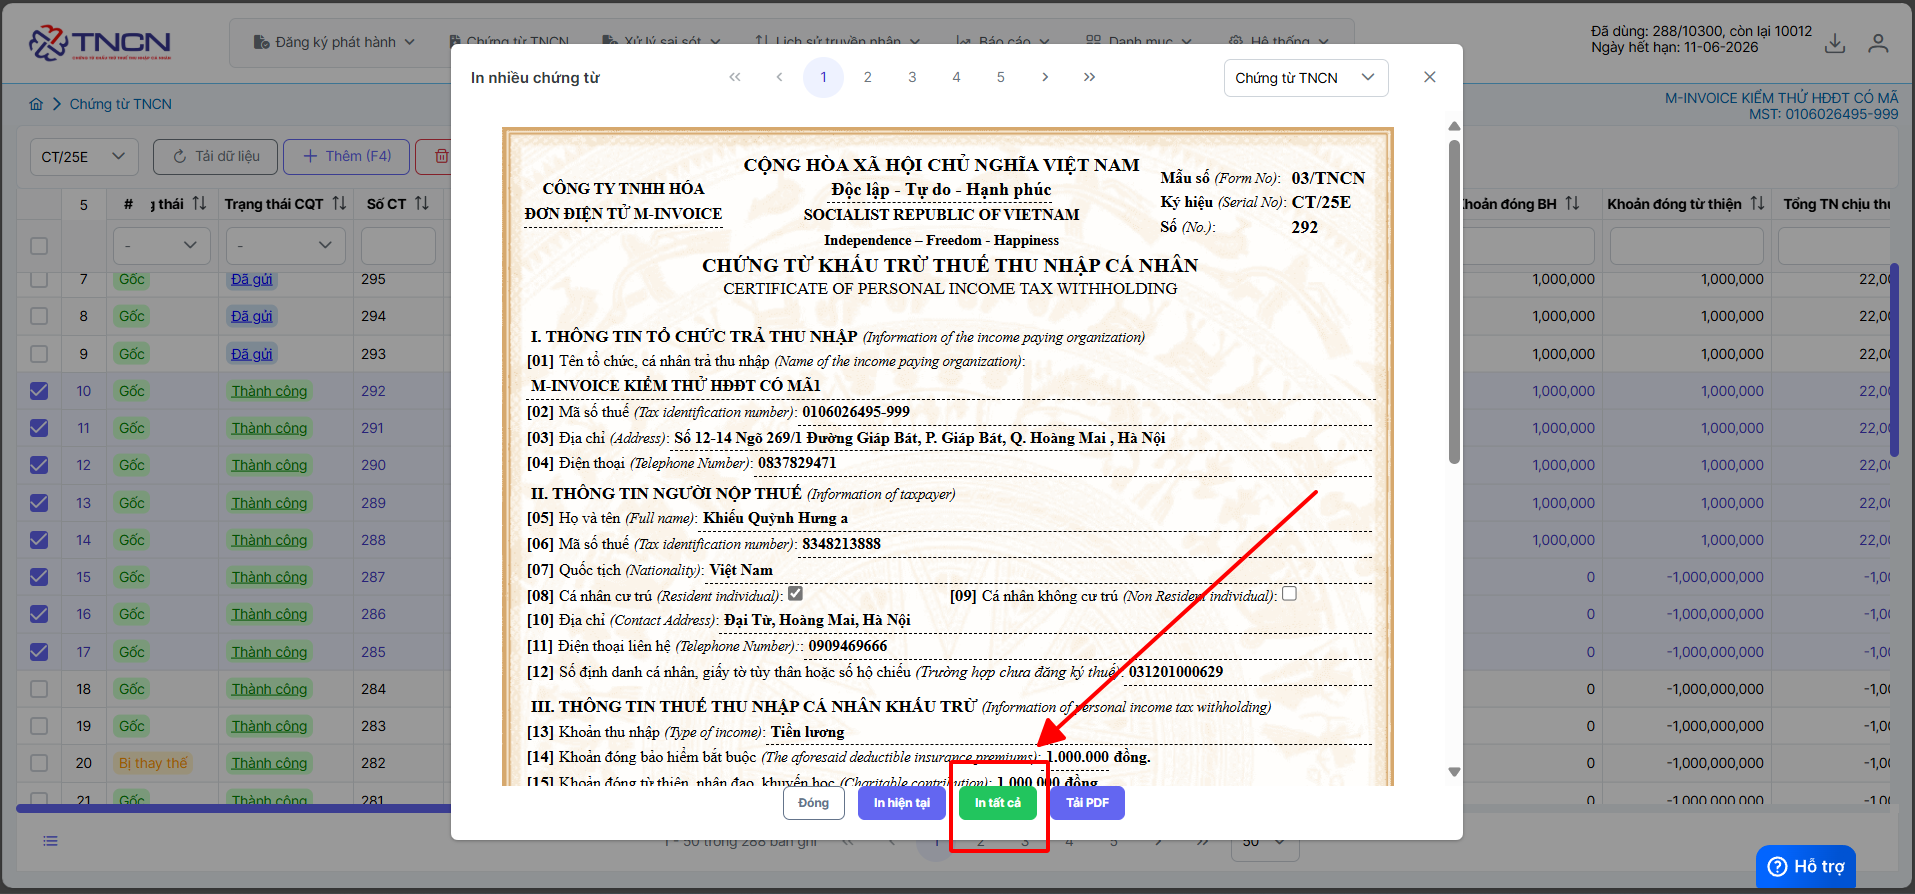 TNCN
CHỨNG TỪ KHẤU TRỪ THUẾ THU NHẬP CÁ NHÂN
Đăng ký phát hành
Chứng từ TNCN
Xử lý sai sót
Lịch sử truyền nhận
Báo cáo
Danh mục
Hệ thống
Đã dùng: 288/10300, còn lại 10012
Ngày hết hạn: 11-06-2026
Chứng từ TNCN
M-INVOICE KIỂM THỬ HĐĐT CÓ MÃ
MST: 0106026495-999
CT/25E
Tải dữ liệu
Thêm (F4)
5 # g thái Trạng thái CQT Số CT
- -
7 Gốc Đã gửi 295
8 Gốc Đã gửi 294
9 Gốc Đã gửi 293
10 Gốc Thành công 292
11 Gốc Thành công 291
12 Gốc Thành công 290
13 Gốc Thành công 289
14 Gốc Thành công 288
15 Gốc Thành công 287
16 Gốc Thành công 286
17 Gốc Thành công 285
18 Gốc Thành công 284
19 Gốc Thành công 283
20 Bị thay thế Thành công 282
21 Gốc Thành công 281
In nhiều chứng từ
« ‹ 1 2 3 4 5 › »
Chứng từ TNCN
CÔNG TY TNHH HÓA
ĐƠN ĐIỆN TỬ M-INVOICE
CỘNG HÒA XÃ HỘI CHỦ NGHĨA VIỆT NAM
Độc lập - Tự do - Hạnh phúc
SOCIALIST REPUBLIC OF VIETNAM
Independence – Freedom - Happiness
Mẫu số (Form No): 03/TNCN
Ký hiệu (Serial No): CT/25E
Số (No.): 292
CHỨNG TỪ KHẤU TRỪ THUẾ THU NHẬP CÁ NHÂN
CERTIFICATE OF PERSONAL INCOME TAX WITHHOLDING
I. THÔNG TIN TỔ CHỨC TRẢ THU NHẬP (Information of the income paying organization)
[01] Tên tổ chức, cá nhân trả thu nhập (Name of the income paying organization):
M-INVOICE KIỂM THỬ HĐĐT CÓ MÃ1
[02] Mã số thuế (Tax identification number): 0106026495-999
[03] Địa chỉ (Address): Số 12-14 Ngõ 269/1 Đường Giáp Bát, P. Giáp Bát, Q. Hoàng Mai , Hà Nội
[04] Điện thoại (Telephone Number): 0837829471
II. THÔNG TIN NGƯỜI NỘP THUẾ (Information of taxpayer)
[05] Họ và tên (Full name): Khiếu Quỳnh Hưng a
[06] Mã số thuế (Tax identification number): 8348213888
[07] Quốc tịch (Nationality): Việt Nam
[08] Cá nhân cư trú (Resident individual): [09] Cá nhân không cư trú (Non Resident individual):
[10] Địa chỉ (Contact Address): Đại Từ, Hoàng Mai, Hà Nội
[11] Điện thoại liên hệ (Telephone Number):: 0909469666
[12] Số định danh cá nhân, giấy tờ tùy thân hoặc số hộ chiếu (Trường hợp chưa đăng ký thuế): 031201000629
III. THÔNG TIN THUẾ THU NHẬP CÁ NHÂN KHẤU TRỪ (Information of personal income tax withholding)
[13] Khoản thu nhập (Type of income): Tiền lương
[14] Khoản đóng bảo hiểm bắt buộc (The aforesaid deductible insurance premiums): 1.000.000 đồng.
[15] Khoản đóng từ thiện, nhân đạo, khuyến học (Charitable contribution): 1.000.000 đồng
Đóng
In hiện tại
In tất cả
Tải PDF
Khoản đóng BH Khoản đóng từ thiện Tổng TN chịu thu
1,000,000 1,000,000 22,00
1,000,000 1,000,000 22,00
1,000,000 1,000,000 22,00
1,000,000 1,000,000 22,00
1,000,000 1,000,000 22,00
1,000,000 1,000,000 22,00
1,000,000 1,000,000 22,00
1,000,000 1,000,000 22,00
0 -1,000,000,000 -1,00
0 -1,000,000,000 -1,00
0 -1,000,000,000 -1,00
0 -1,000,000,000 -1,00
0 -1,000,000,000 -1,00
0 -1,000,000,000 -1,00
0 -1,000,000,000 -1,00
1 - 50 trong 288 bản ghi
« ‹ 1 2 3 4 5 › »
50
Hỗ trợ